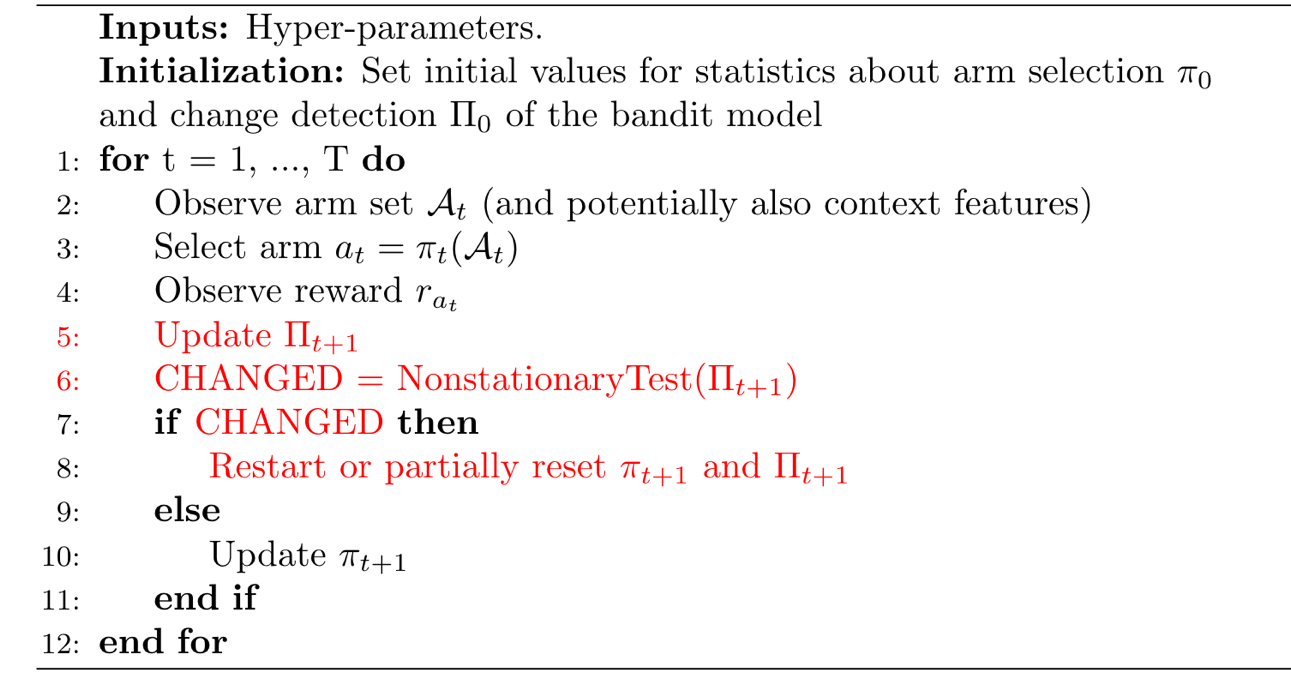 Inputs: Hyper-parameters.
Initialization: Set initial values for statistics about arm selection π₀
and change detection Π₀ of the bandit model
1: for t = 1, ..., T do
2: Observe arm set 𝒜ₜ (and potentially also context features)
3: Select arm aₜ = πₜ(𝒜ₜ)
4: Observe reward r_{aₜ}
5: Update Πₜ₊₁
6: CHANGED = NonstationaryTest(Πₜ₊₁)
7: if CHANGED then
8: Restart or partially reset πₜ₊₁ and Πₜ₊₁
9: else
10: Update πₜ₊₁
11: end if
12: end for